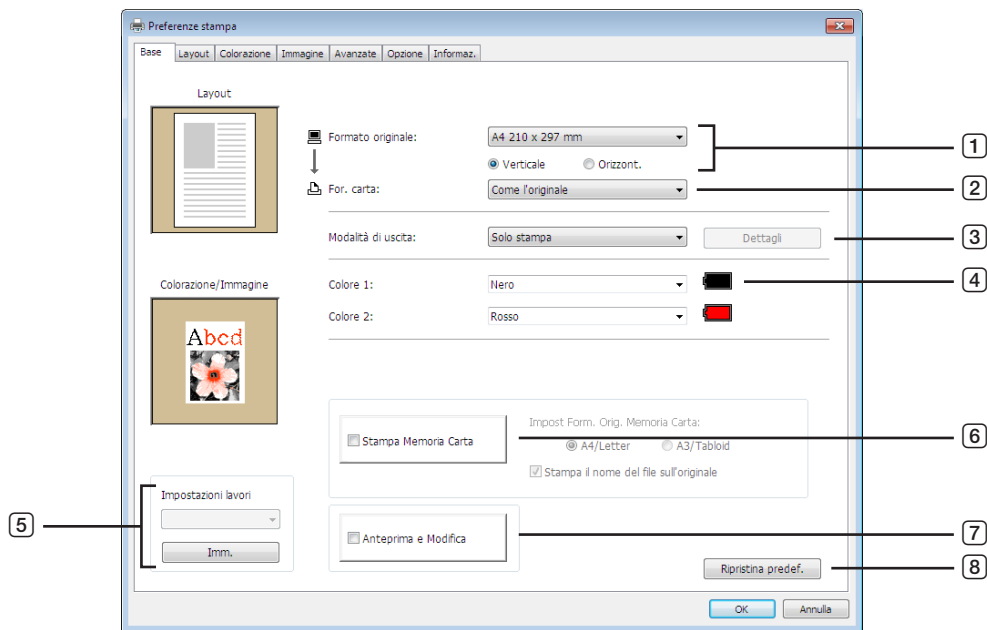 Preferenze stampa
Base Layout Colorazione Immagine Avanzate Opzione Informaz.
Layout
Formato originale: A4 210 x 297 mm
1
Verticale Orizzont.
For. carta: Come l'originale
2
Modalità di uscita: Solo stampa Dettagli
3
Colorazione/Immagine
Colore 1: Nero
4
Colore 2: Rosso
Abcd
Stampa Memoria Carta
Impost Form. Orig. Memoria Carta:
A4/Letter A3/Tabloid
Stampa il nome del file sull'originale
6
Impostazioni lavori
5
Imm.
Anteprima e Modifica
7
Ripristina predef.
8
OK Annulla